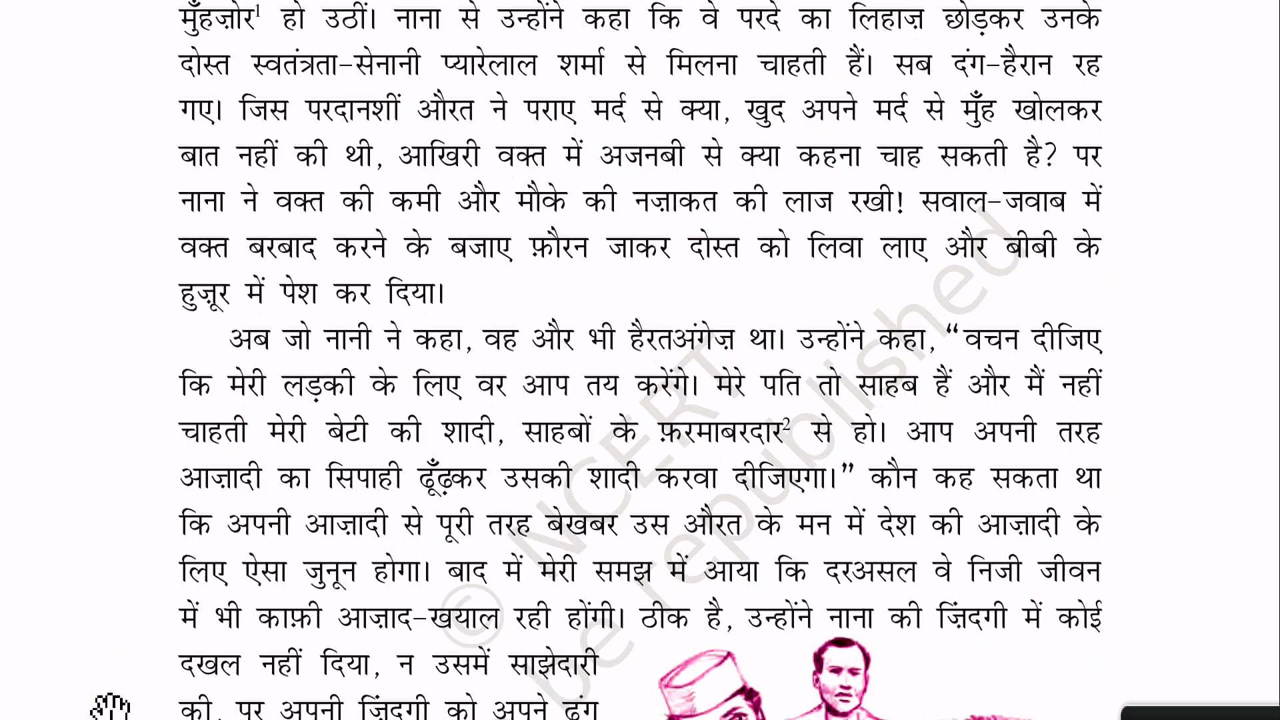 मुँहज़ोर¹ हो उठीं। नाना से उन्होंने कहा कि वे परदे का लिहाज़ छोड़कर उनके
दोस्त स्वतंत्रता-सेनानी प्यारेलाल शर्मा से मिलना चाहती हैं। सब दंग-हैरान रह
गए। जिस परदानशीं औरत ने पराए मर्द से क्या, खुद अपने मर्द से मुँह खोलकर
बात नहीं की थी, आखिरी वक्त में अजनबी से क्या कहना चाह सकती है? पर
नाना ने वक्त की कमी और मौके की नज़ाकत की लाज रखी! सवाल-जवाब में
वक्त बरबाद करने के बजाए फ़ौरन जाकर दोस्त को लिवा लाए और बीबी के
हुज़ूर में पेश कर दिया।
अब जो नानी ने कहा, वह और भी हैरतअंगेज़ था। उन्होंने कहा, “वचन दीजिए
कि मेरी लड़की के लिए वर आप तय करेंगे। मेरे पति तो साहब हैं और मैं नहीं
चाहती मेरी बेटी की शादी, साहबों के फ़रमाबरदार² से हो। आप अपनी तरह
आज़ादी का सिपाही ढूँढ़कर उसकी शादी करवा दीजिएगा।” कौन कह सकता था
कि अपनी आज़ादी से पूरी तरह बेखबर उस औरत के मन में देश की आज़ादी के
लिए ऐसा जुनून होगा। बाद में मेरी समझ में आया कि दरअसल वे निजी जीवन
में भी काफ़ी आज़ाद-खयाल रही होंगी। ठीक है, उन्होंने नाना की ज़िंदगी में कोई
दखल नहीं दिया, न उसमें साझेदारी
की, पर अपनी ज़िंदगी को अपने ढंग
© NCERT
be republished